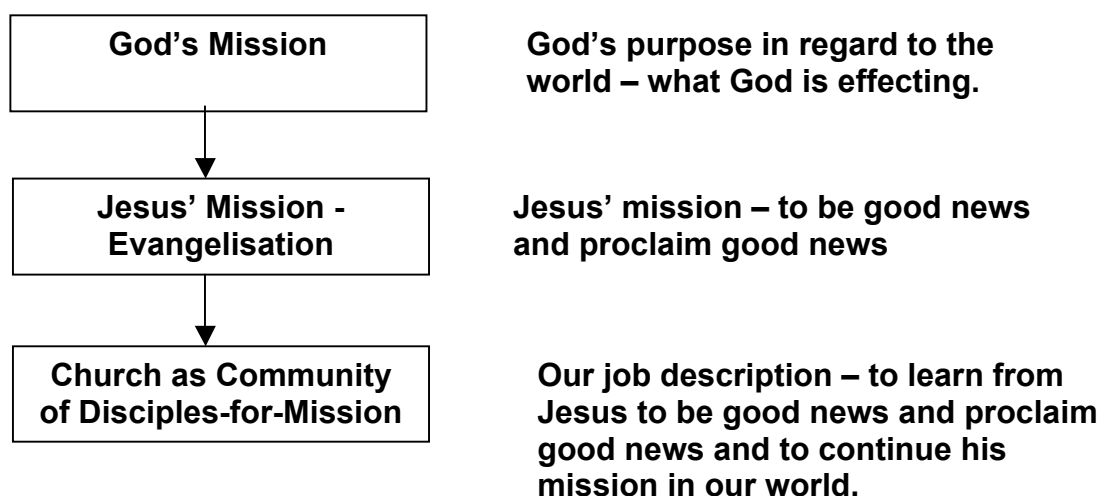 God’s Mission
God’s purpose in regard to the
world – what God is effecting.
Jesus’ Mission -
Evangelisation
Jesus’ mission – to be good news
and proclaim good news
Church as Community
of Disciples-for-Mission
Our job description – to learn from
Jesus to be good news and proclaim
good news and to continue his
mission in our world.